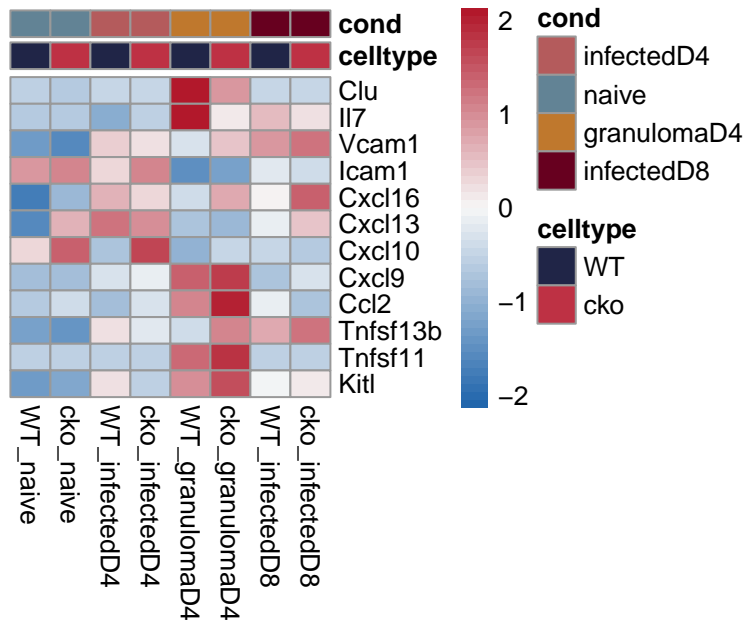 cond
celltype
Clu
Il7
Vcam1
Icam1
Cxcl16
Cxcl13
Cxcl10
Cxcl9
Ccl2
Tnfsf13b
Tnfsf11
Kitl
WT_naive
cko_naive
WT_infectedD4
cko_infectedD4
WT_granulomaD4
cko_granulomaD4
WT_infectedD8
cko_infectedD8
2
1
0
−1
−2
cond
infectedD4
naive
granulomaD4
infectedD8
celltype
WT
cko